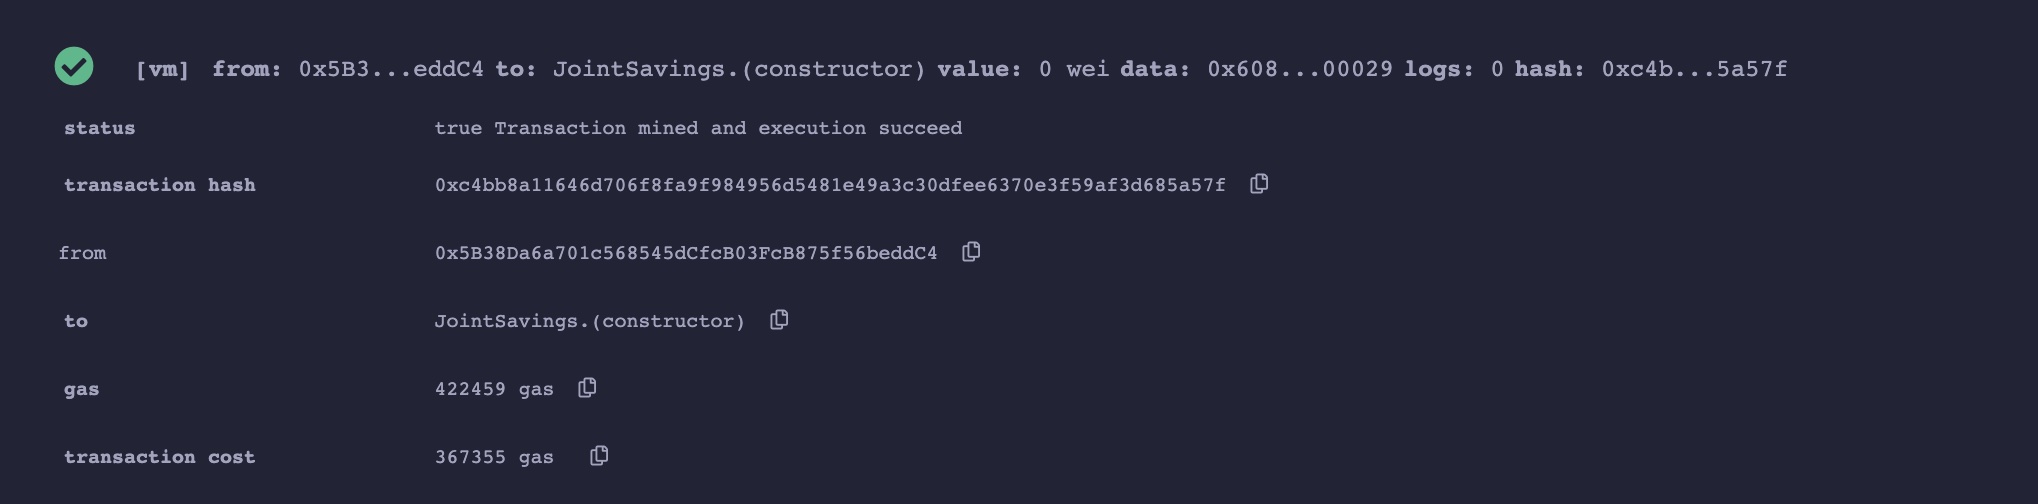 [vm] from: 0x5B3...eddC4 to: JointSavings.(constructor) value: 0 wei data: 0x608...00029 logs: 0 hash: 0xc4b...5a57f
status true Transaction mined and execution succeed
transaction hash 0xc4bb8a11646d706f8fa9f984956d5481e49a3c30dfee6370e3f59af3d685a57f
from 0x5B38Da6a701c568545dCfcB03FcB875f56beddC4
to JointSavings.(constructor)
gas 422459 gas
transaction cost 367355 gas